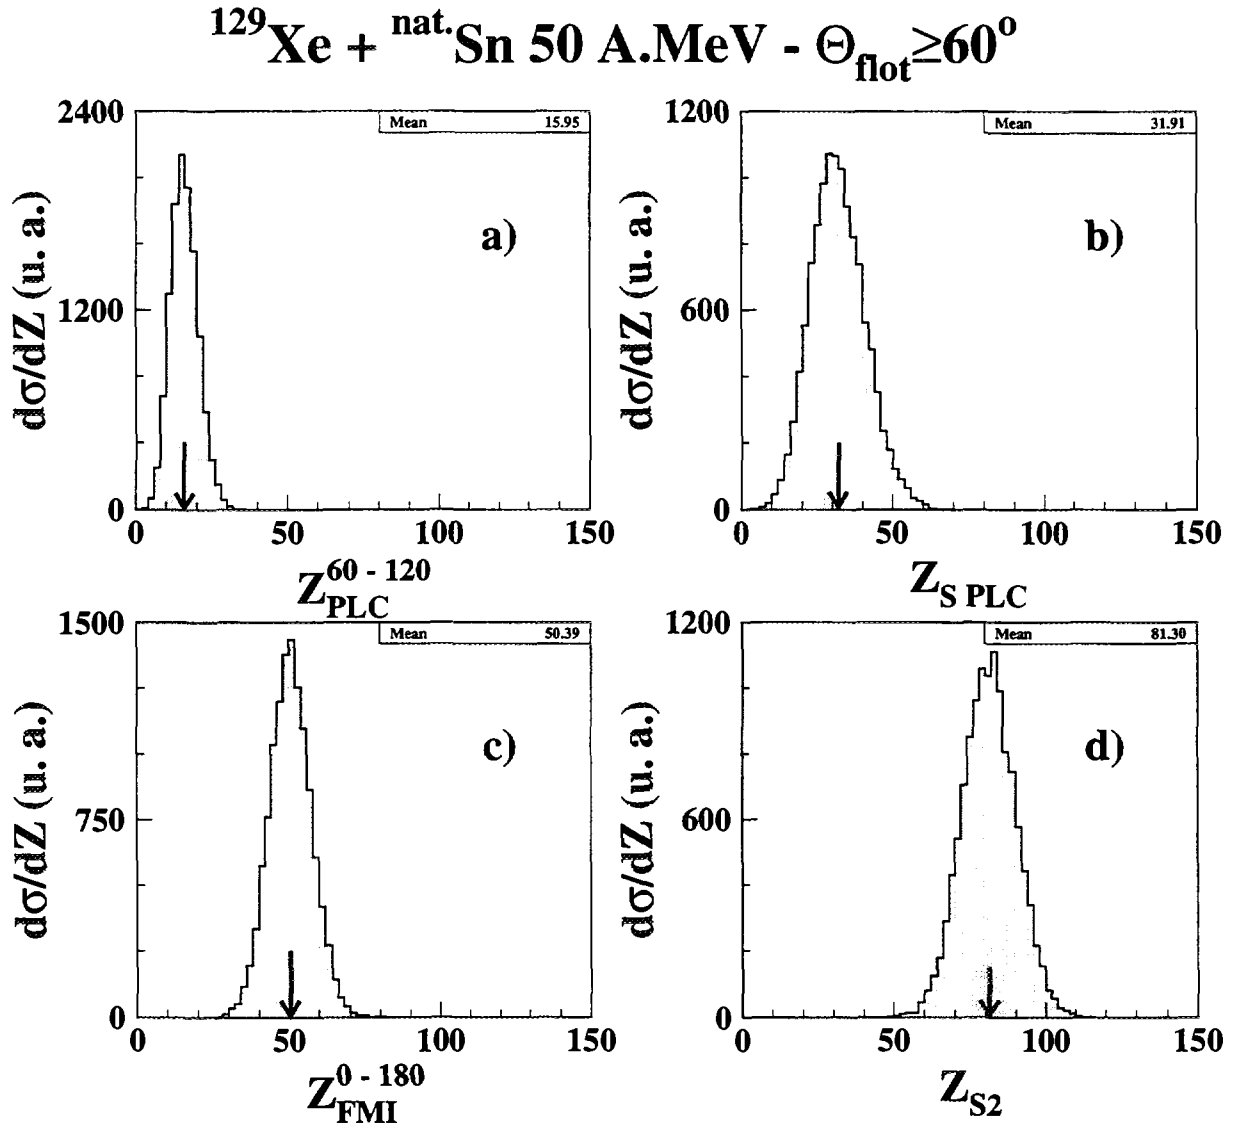 129Xe + nat.Sn 50 A.MeV - Θflot≥60o
2400
1200
0
dσ/dZ (u. a.)
Mean 15.95
a)
0 50 100 150
Z60 - 120PLC
1200
600
0
dσ/dZ (u. a.)
Mean 31.91
b)
0 50 100 150
ZS PLC
1500
750
0
dσ/dZ (u. a.)
Mean 50.39
c)
0 50 100 150
Z0 - 180FMI
1200
600
0
dσ/dZ (u. a.)
Mean 81.30
d)
0 50 100 150
ZS2